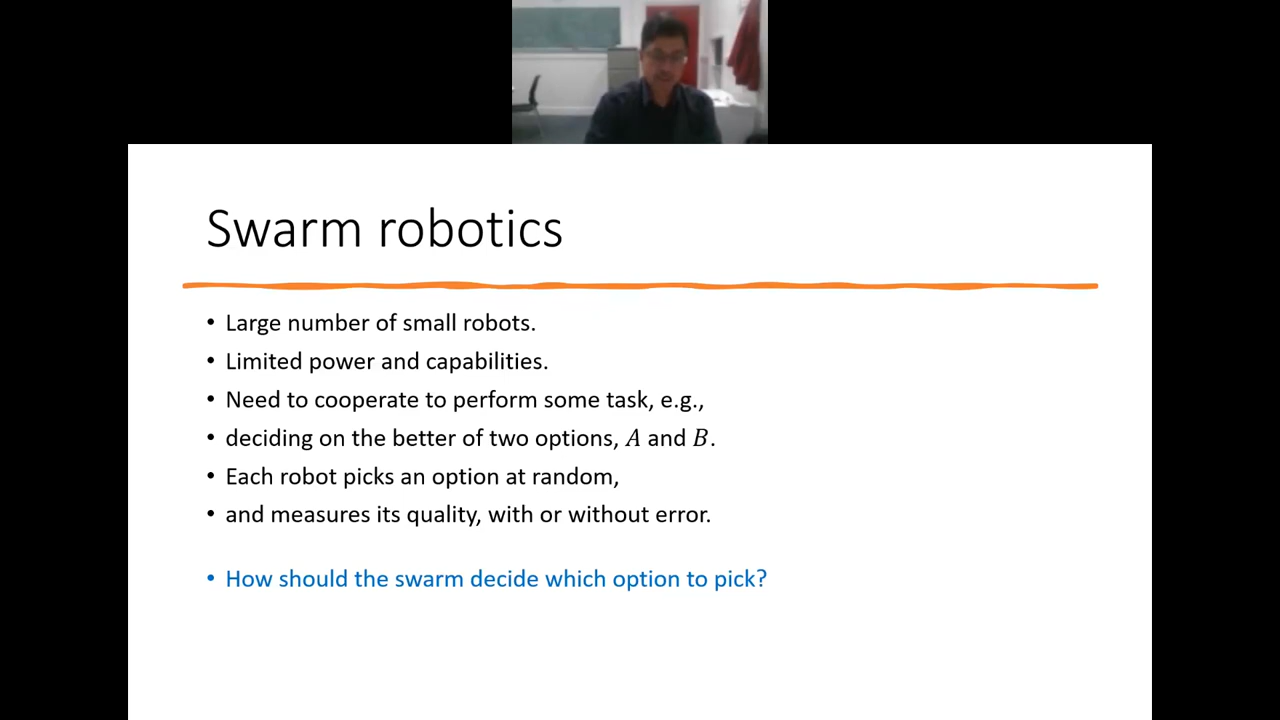 Swarm robotics
• Large number of small robots.
• Limited power and capabilities.
• Need to cooperate to perform some task, e.g.,
• deciding on the better of two options, A and B.
• Each robot picks an option at random,
• and measures its quality, with or without error.
• How should the swarm decide which option to pick?